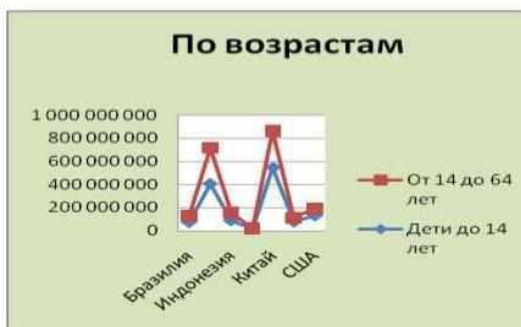 По возрастам
1 000 000 000
800 000 000
600 000 000
400 000 000
200 000 000
0
Бразилия
Индонезия
Китай
США
От 14 до 64
лет
Дети до 14
лет